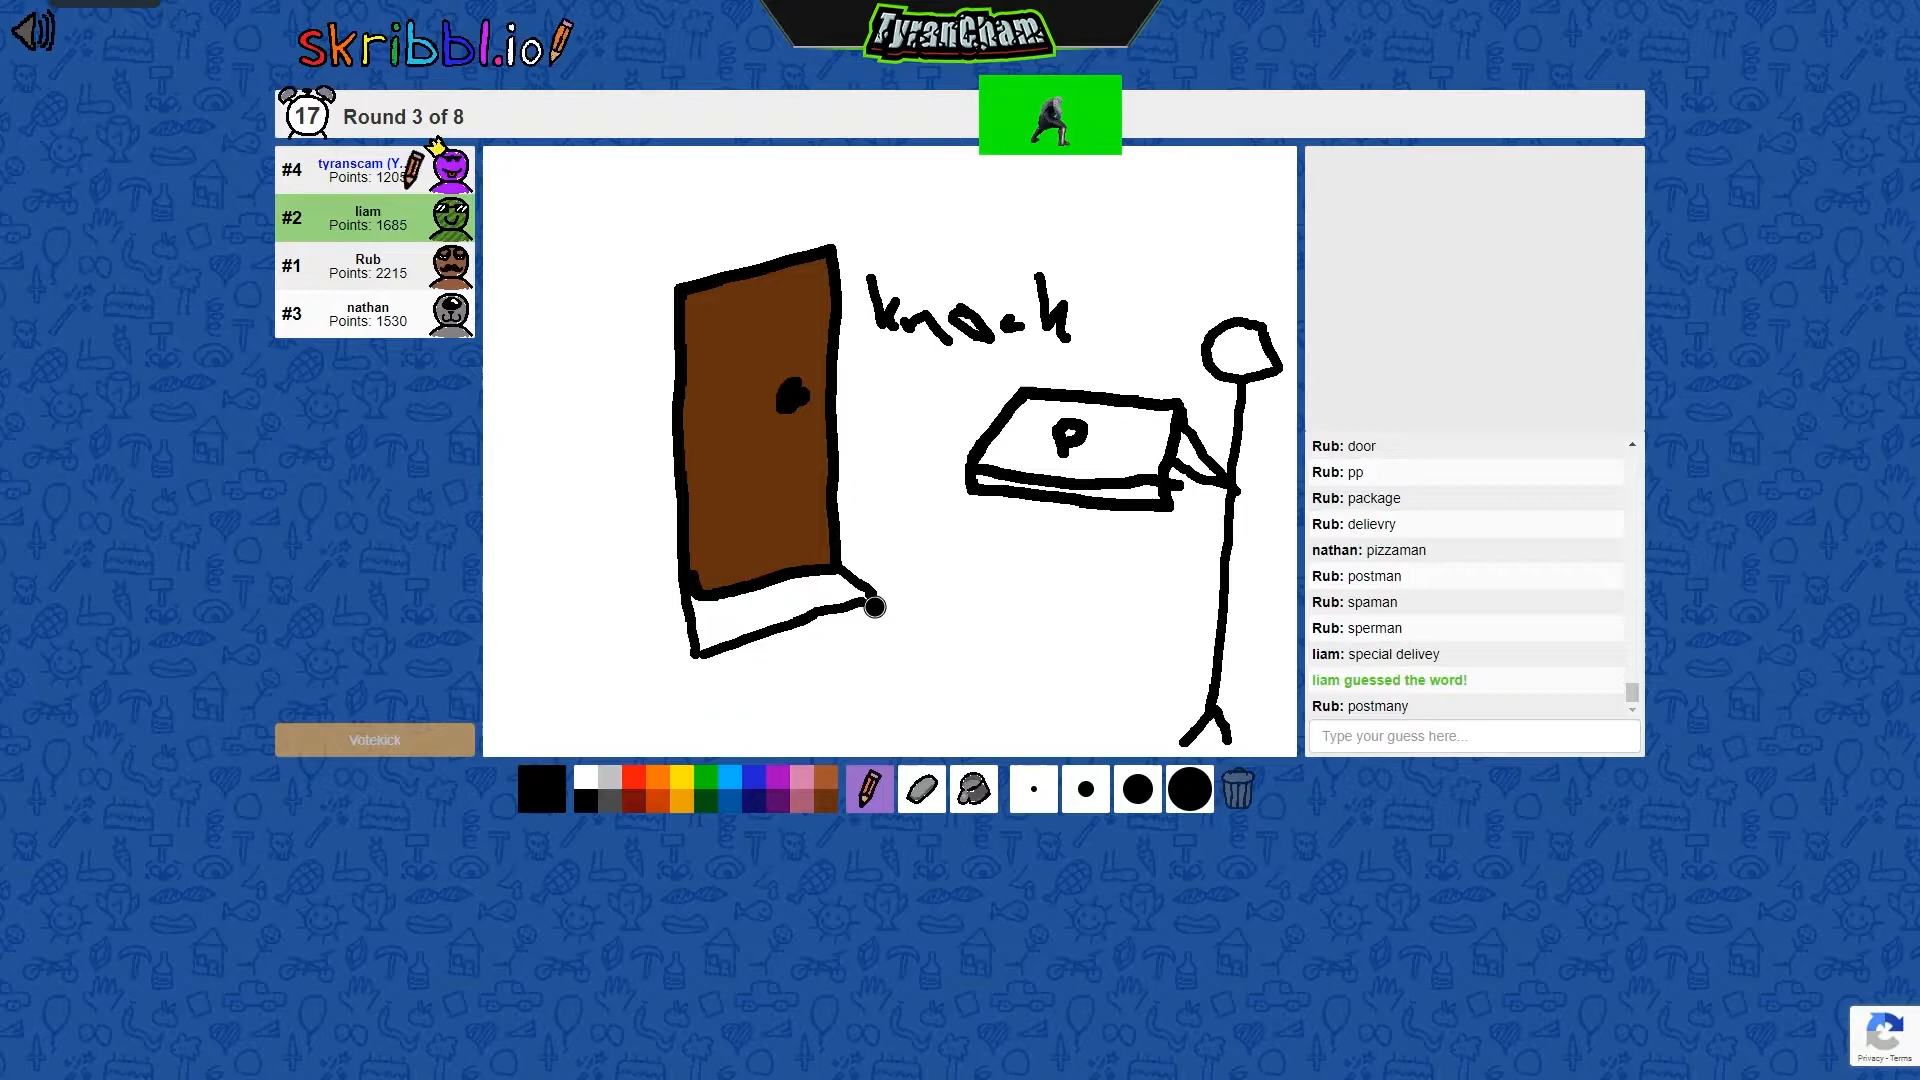 skribbl.io
TyranCham
17
Round 3 of 8
#4
tyranscam (Y...
Points: 1205
#2
liam
Points: 1685
#1
Rub
Points: 2215
#3
nathan
Points: 1530
Votekick
knock
P
Rub: door
Rub: pp
Rub: package
Rub: delievry
nathan: pizzaman
Rub: postman
Rub: spaman
Rub: sperman
liam: special delivey
liam guessed the word!
Rub: postmany
Type your guess here...
Privacy - Terms